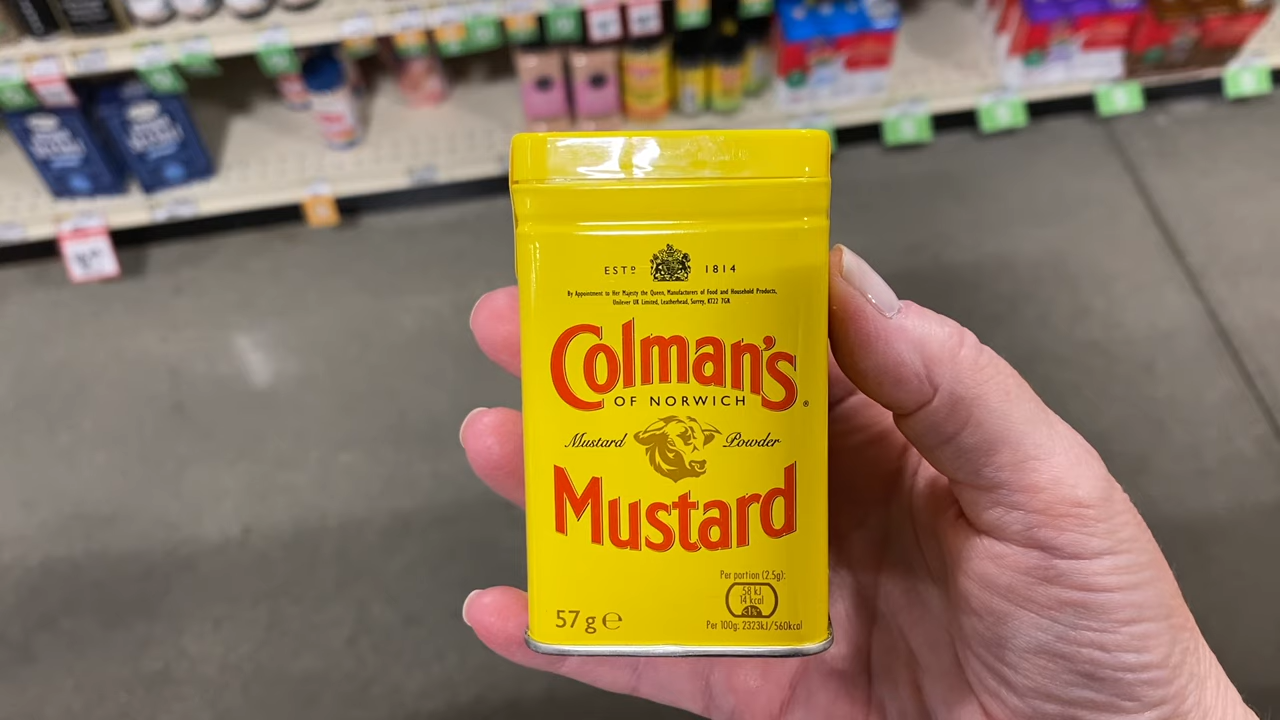 ESTD 1814
By Appointment to Her Majesty the Queen, Manufacturers of Food and Household Products,
Unilever UK Limited, Leatherhead, Surrey, KT22 7GR
Colman's
OF NORWICH ®
Mustard Powder
Mustard
Per portion (2.5g):
58 kJ
14 kcal
<1%
57 g ℮
Per 100g: 2323kJ/560kcal